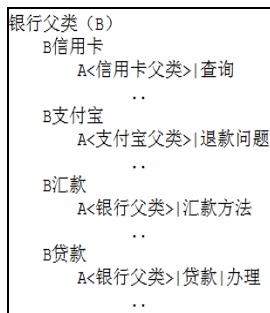 银行父类（B）
B信用卡
A<信用卡父类>|查询
..
B支付宝
A<支付宝父类>|退款问题
..
B汇款
A<银行父类>|汇款方法
..
B贷款
A<银行父类>|贷款|办理
..